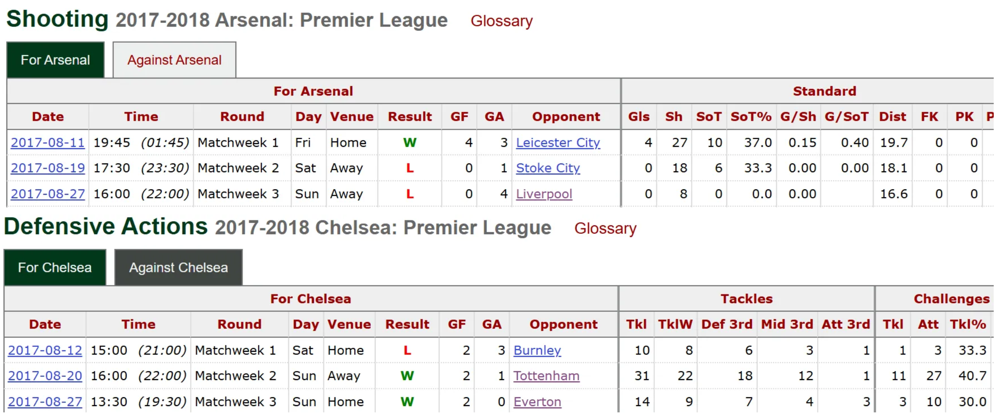 Shooting 2017-2018 Arsenal: Premier League Glossary
For Arsenal Against Arsenal
For Arsenal Standard
Date Time Round Day Venue Result GF GA Opponent Gls Sh SoT SoT% G/Sh G/SoT Dist FK PK P
2017-08-11 19:45 (01:45) Matchweek 1 Fri Home W 4 3 Leicester City 4 27 10 37.0 0.15 0.40 19.7 0 0
2017-08-19 17:30 (23:30) Matchweek 2 Sat Away L 0 1 Stoke City 0 18 6 33.3 0.00 0.00 18.1 0 0
2017-08-27 16:00 (22:00) Matchweek 3 Sun Away L 0 4 Liverpool 0 8 0 0.0 0.00 16.6 0 0
Defensive Actions 2017-2018 Chelsea: Premier League Glossary
For Chelsea Against Chelsea
For Chelsea Tackles Challenges
Date Time Round Day Venue Result GF GA Opponent Tkl TklW Def 3rd Mid 3rd Att 3rd Tkl Att Tkl%
2017-08-12 15:00 (21:00) Matchweek 1 Sat Home L 2 3 Burnley 10 8 6 3 1 1 3 33.3
2017-08-20 16:00 (22:00) Matchweek 2 Sun Away W 2 1 Tottenham 31 22 18 12 1 11 27 40.7
2017-08-27 13:30 (19:30) Matchweek 3 Sun Home W 2 0 Everton 14 9 7 4 3 3 10 30.0